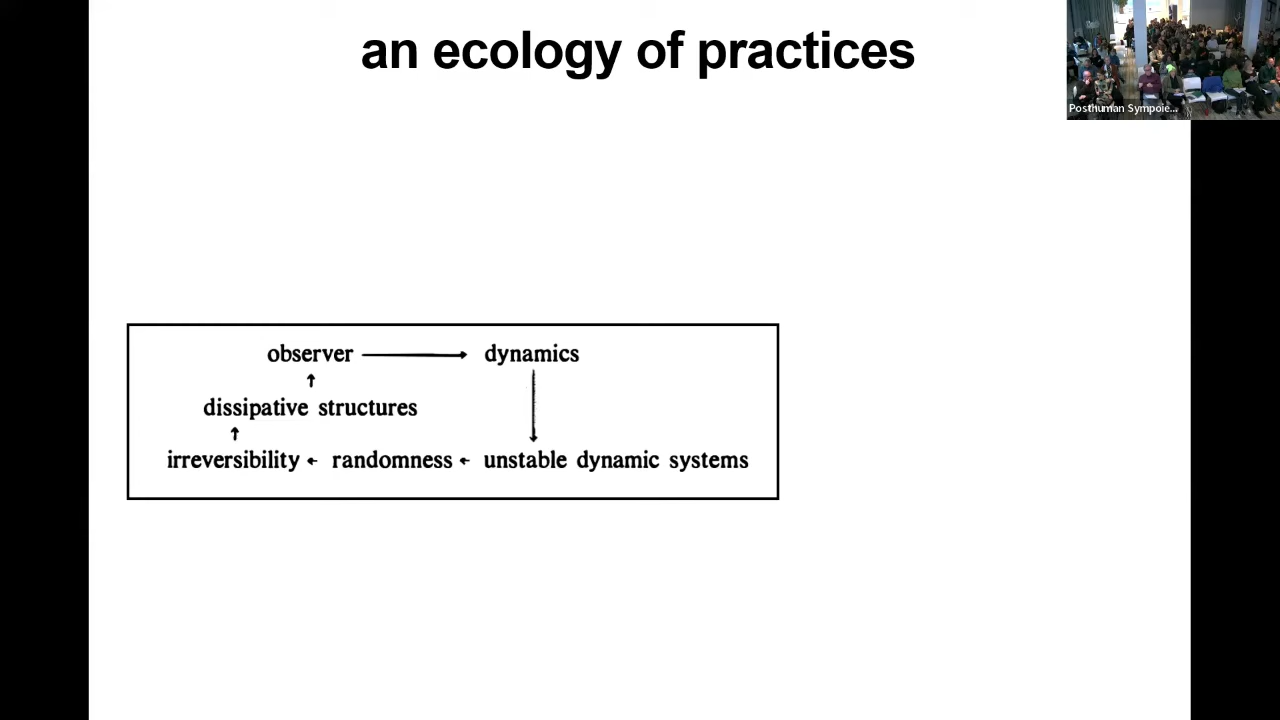 an ecology of practices
Posthuman Sympoie...
observer dynamics
dissipative structures
irreversibility randomness unstable dynamic systems